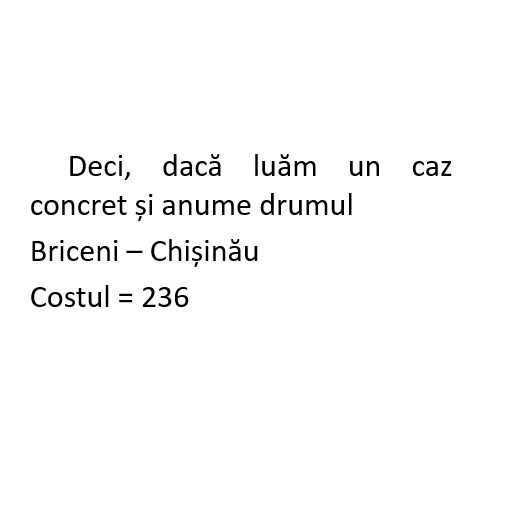 Deci, dacă luăm un caz
concret și anume drumul
Briceni – Chișinău
Costul = 236